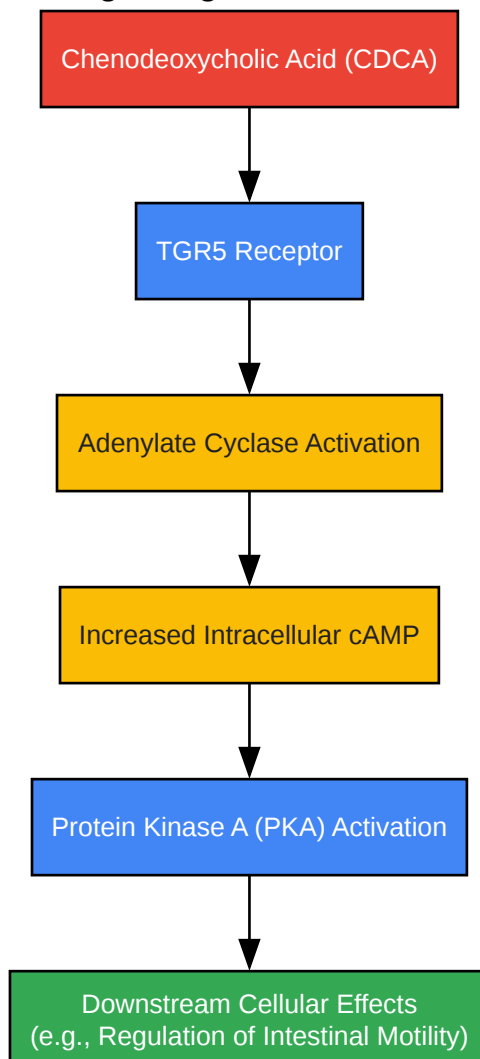 Chenodeoxycholic Acid (CDCA)
TGR5 Receptor
Adenylate Cyclase Activation
Increased Intracellular cAMP
Protein Kinase A (PKA) Activation
Downstream Cellular Effects
(e.g., Regulation of Intestinal Motility)